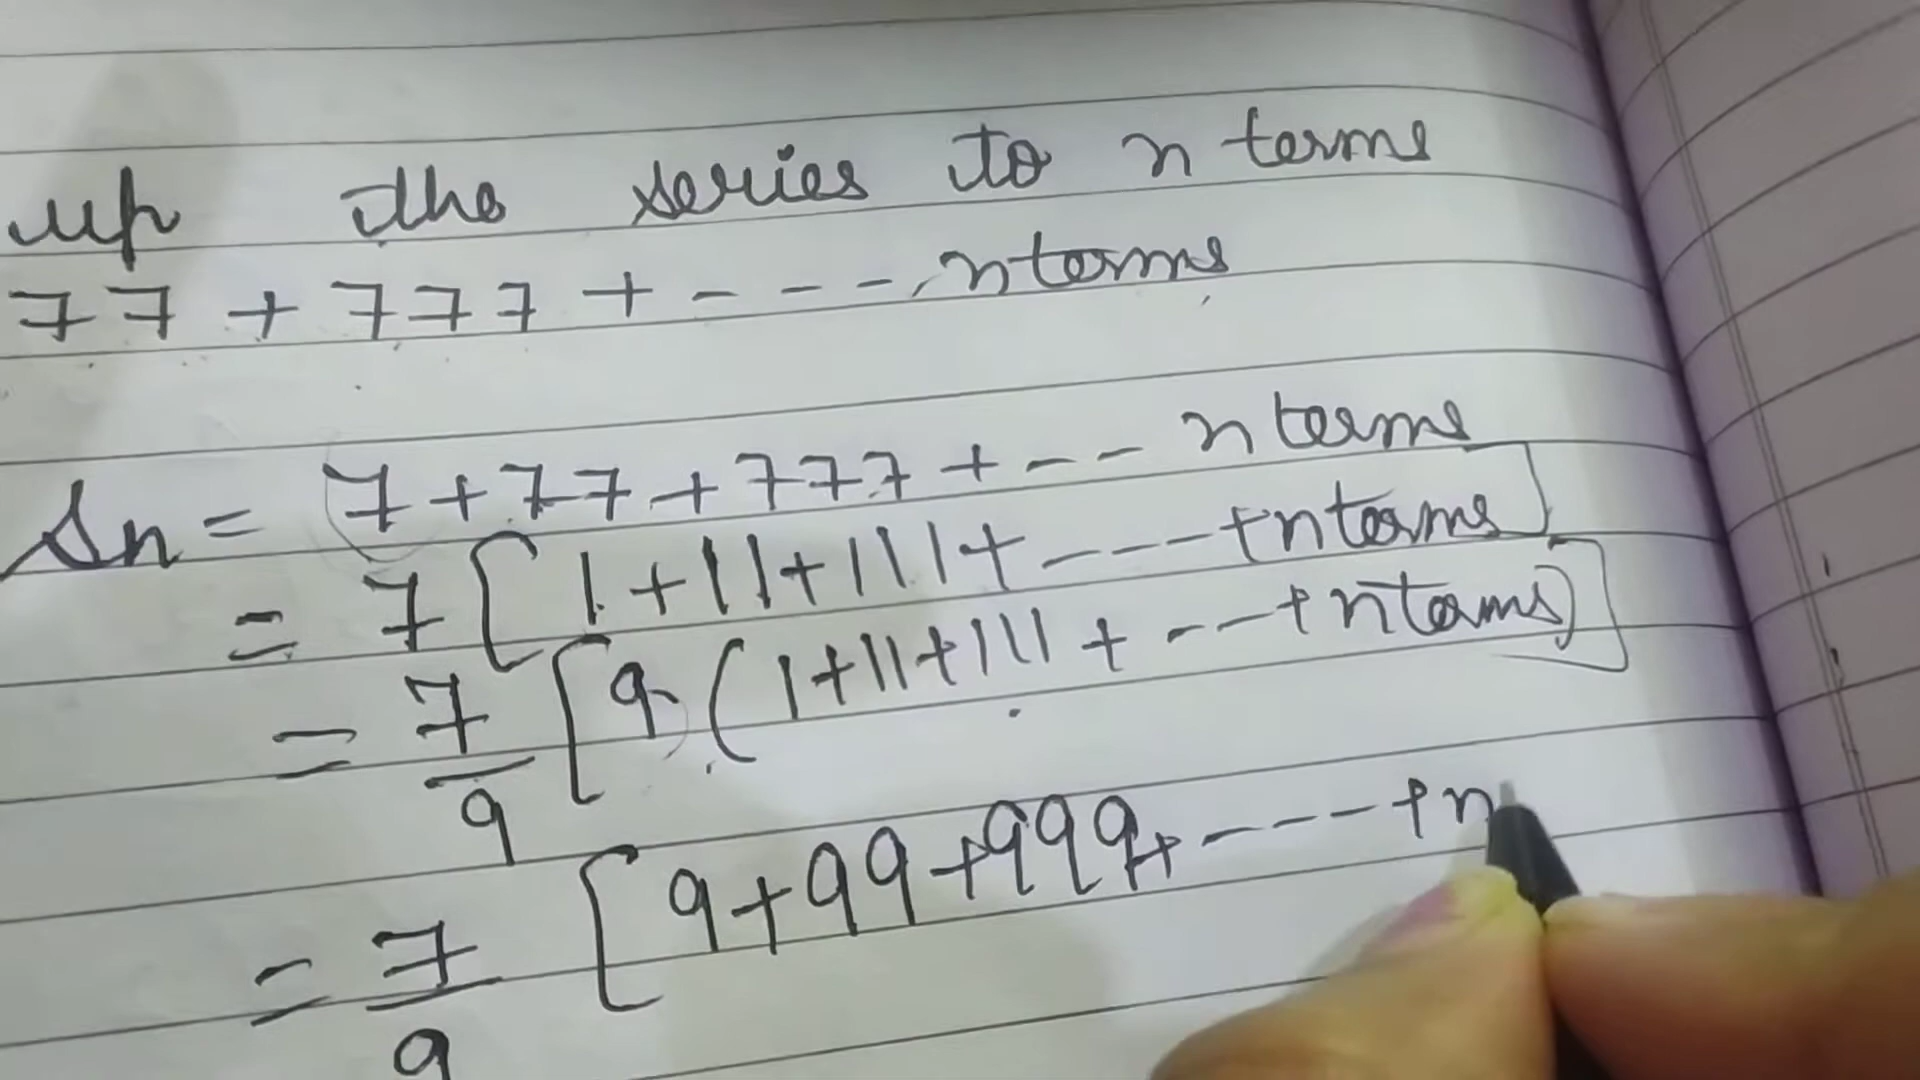 up the series to n terms
77 + 777 + - - - - n terms
Sn = 7 + 77 + 777 + - - n terms
= 7 [ 1 + 11 + 111 + - - - - + n terms ]
= 7/9 [ 9 ( 1 + 11 + 111 + - - - + n terms ) ]
= 7/9 [ 9 + 99 + 999 + - - - - + n